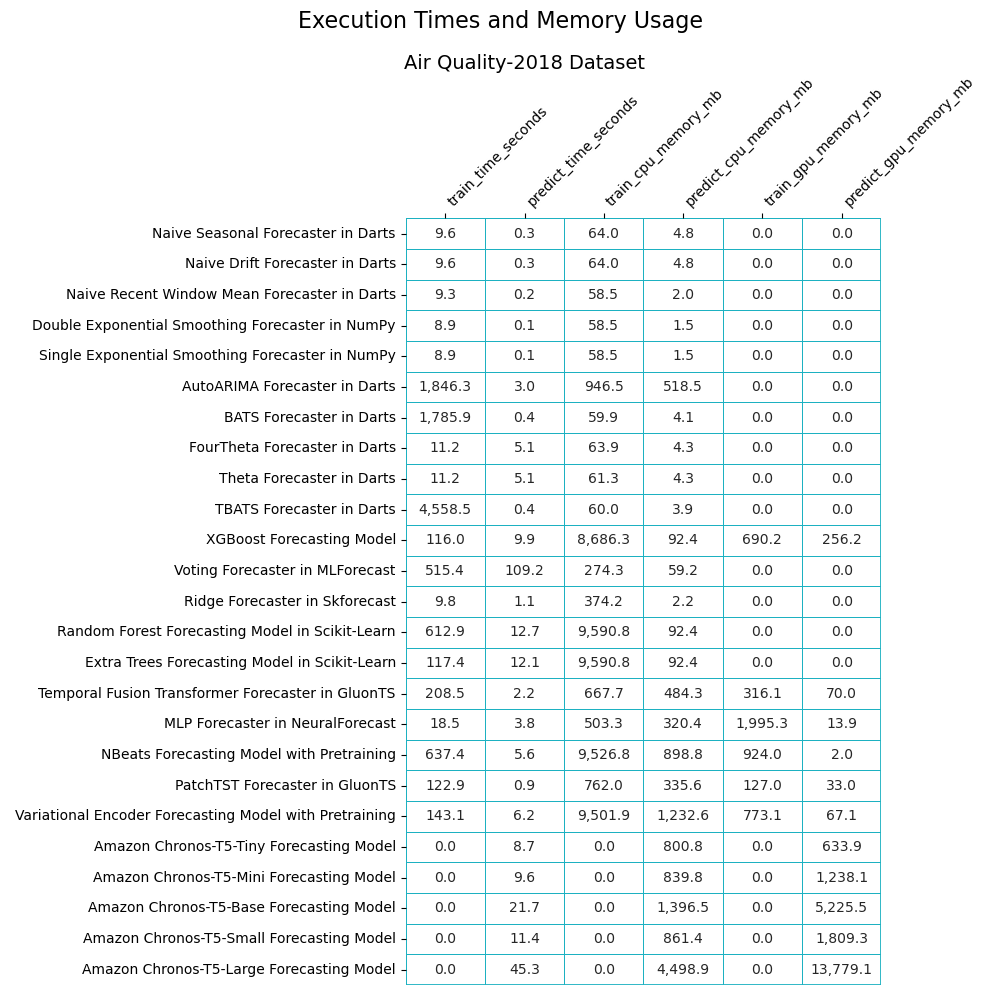 Execution Times and Memory Usage
Air Quality-2018 Dataset
train_time_seconds predict_time_seconds train_cpu_memory_mb predict_cpu_memory_mb train_gpu_memory_mb predict_gpu_memory_mb
Naive Seasonal Forecaster in Darts 9.6 0.3 64.0 4.8 0.0 0.0
Naive Drift Forecaster in Darts 9.6 0.3 64.0 4.8 0.0 0.0
Naive Recent Window Mean Forecaster in Darts 9.3 0.2 58.5 2.0 0.0 0.0
Double Exponential Smoothing Forecaster in NumPy 8.9 0.1 58.5 1.5 0.0 0.0
Single Exponential Smoothing Forecaster in NumPy 8.9 0.1 58.5 1.5 0.0 0.0
AutoARIMA Forecaster in Darts 1,846.3 3.0 946.5 518.5 0.0 0.0
BATS Forecaster in Darts 1,785.9 0.4 59.9 4.1 0.0 0.0
FourTheta Forecaster in Darts 11.2 5.1 63.9 4.3 0.0 0.0
Theta Forecaster in Darts 11.2 5.1 61.3 4.3 0.0 0.0
TBATS Forecaster in Darts 4,558.5 0.4 60.0 3.9 0.0 0.0
XGBoost Forecasting Model 116.0 9.9 8,686.3 92.4 690.2 256.2
Voting Forecaster in MLForecast 515.4 109.2 274.3 59.2 0.0 0.0
Ridge Forecaster in Skforecast 9.8 1.1 374.2 2.2 0.0 0.0
Random Forest Forecasting Model in Scikit-Learn 612.9 12.7 9,590.8 92.4 0.0 0.0
Extra Trees Forecasting Model in Scikit-Learn 117.4 12.1 9,590.8 92.4 0.0 0.0
Temporal Fusion Transformer Forecaster in GluonTS 208.5 2.2 667.7 484.3 316.1 70.0
MLP Forecaster in NeuralForecast 18.5 3.8 503.3 320.4 1,995.3 13.9
NBeats Forecasting Model with Pretraining 637.4 5.6 9,526.8 898.8 924.0 2.0
PatchTST Forecaster in GluonTS 122.9 0.9 762.0 335.6 127.0 33.0
Variational Encoder Forecasting Model with Pretraining 143.1 6.2 9,501.9 1,232.6 773.1 67.1
Amazon Chronos-T5-Tiny Forecasting Model 0.0 8.7 0.0 800.8 0.0 633.9
Amazon Chronos-T5-Mini Forecasting Model 0.0 9.6 0.0 839.8 0.0 1,238.1
Amazon Chronos-T5-Base Forecasting Model 0.0 21.7 0.0 1,396.5 0.0 5,225.5
Amazon Chronos-T5-Small Forecasting Model 0.0 11.4 0.0 861.4 0.0 1,809.3
Amazon Chronos-T5-Large Forecasting Model 0.0 45.3 0.0 4,498.9 0.0 13,779.1